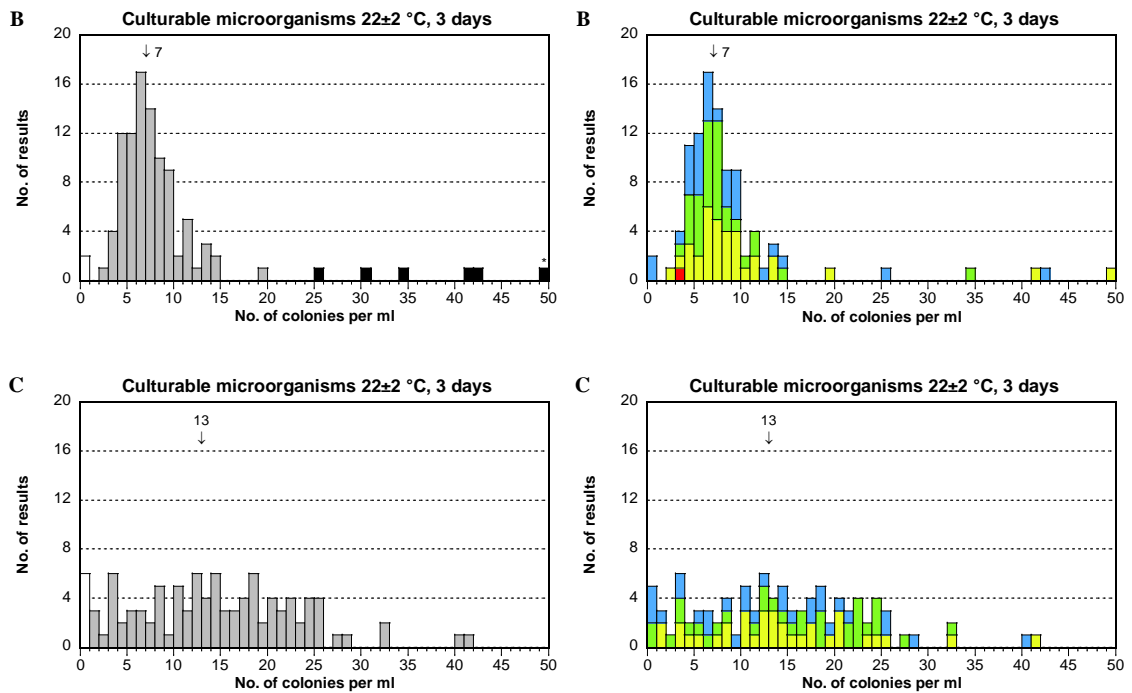 B
Culturable microorganisms 22±2 °C, 3 days
20
16
12
8
4
0
No. of results
↓ 7
*
0 5 10 15 20 25 30 35 40 45 50
No. of colonies per ml
B
Culturable microorganisms 22±2 °C, 3 days
20
16
12
8
4
0
No. of results
↓ 7
0 5 10 15 20 25 30 35 40 45 50
No. of colonies per ml
C
Culturable microorganisms 22±2 °C, 3 days
20
16
12
8
4
0
No. of results
13
↓
0 5 10 15 20 25 30 35 40 45 50
No. of colonies per ml
C
Culturable microorganisms 22±2 °C, 3 days
20
16
12
8
4
0
No. of results
13
↓
0 5 10 15 20 25 30 35 40 45 50
No. of colonies per ml